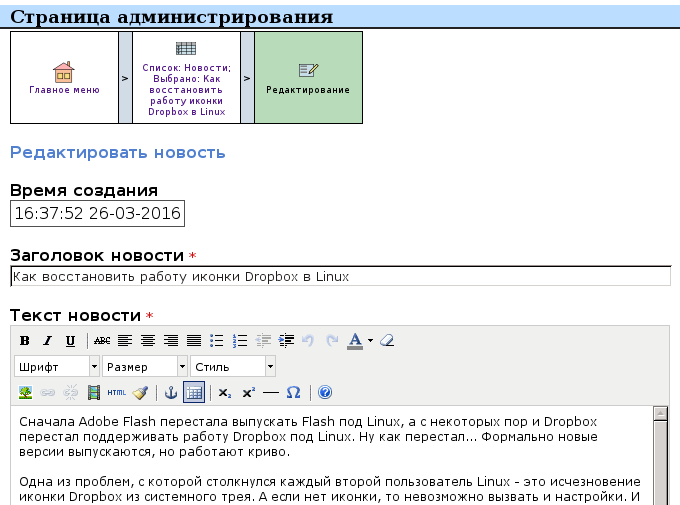 Страница администрирования
Главное меню
>
Список: Новости;
Выбрано: Как
восстановить
работу иконки
Dropbox в Linux
>
Редактирование
Редактировать новость
Время создания
16:37:52 26-03-2016
Заголовок новости *
Как восстановить работу иконки Dropbox в Linux
Текст новости *
B I U ABC A
Шрифт Размер Стиль
HTML x₂ x² — Ω ?
Сначала Adobe Flash перестала выпускать Flash под Linux, а с некоторых пор и Dropbox
перестал поддерживать работу Dropbox под Linux. Ну как перестал... Формально новые
версии выпускаются, но работают криво.
Одна из проблем, с которой столкнулся каждый второй пользователь Linux - это исчезновение
иконки Dropbox из системного трея. А если нет иконки, то невозможно вызвать и настройки. И